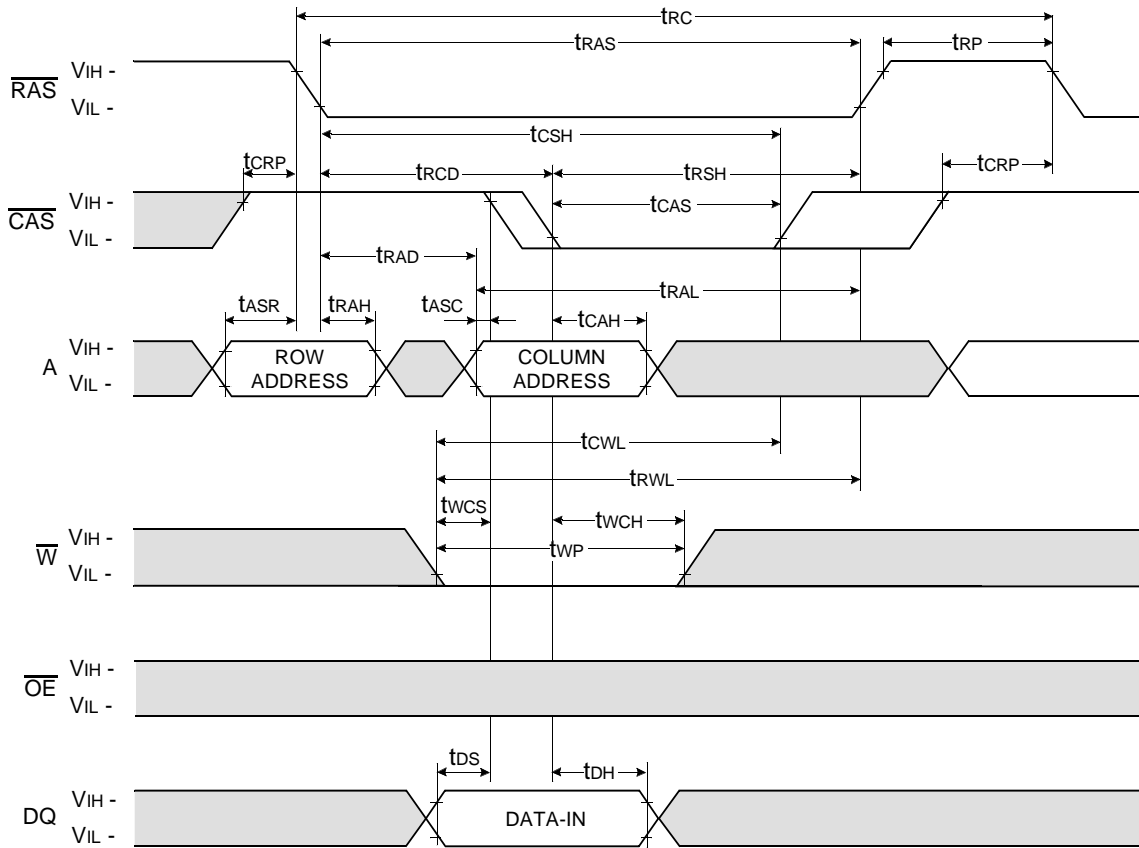 tRC
tRAS
tRP
RAS
VIH -
VIL -
tCSH
tCRP
tRCD
tRSH
tCRP
CAS
VIH -
VIL -
tCAS
tRAD
tRAL
tASR
tRAH
tASC
tCAH
A
VIH -
VIL -
ROW
ADDRESS
COLUMN
ADDRESS
tCWL
tRWL
tWCS
tWCH
W
VIH -
VIL -
tWP
OE
VIH -
VIL -
tDS
tDH
DQ
VIH -
VIL -
DATA-IN